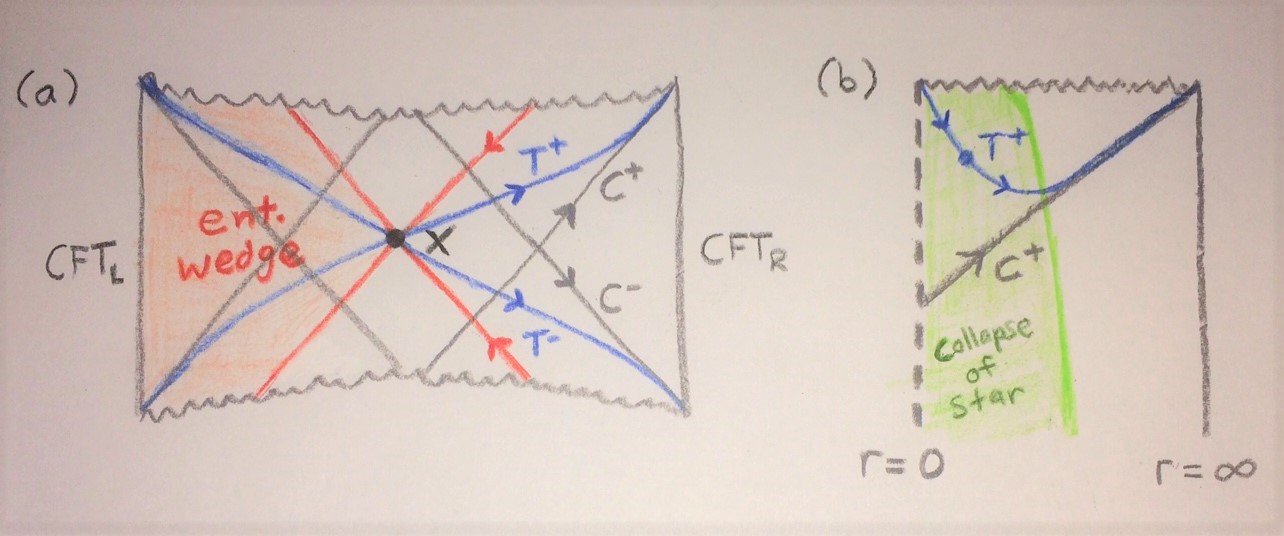 (a)
T⁺
C⁺
ent.
wedge
X
CFT_L
CFT_R
C⁻
T⁻
(b)
T⁺
C⁺
Collapse
of
Star
r=0
r=∞